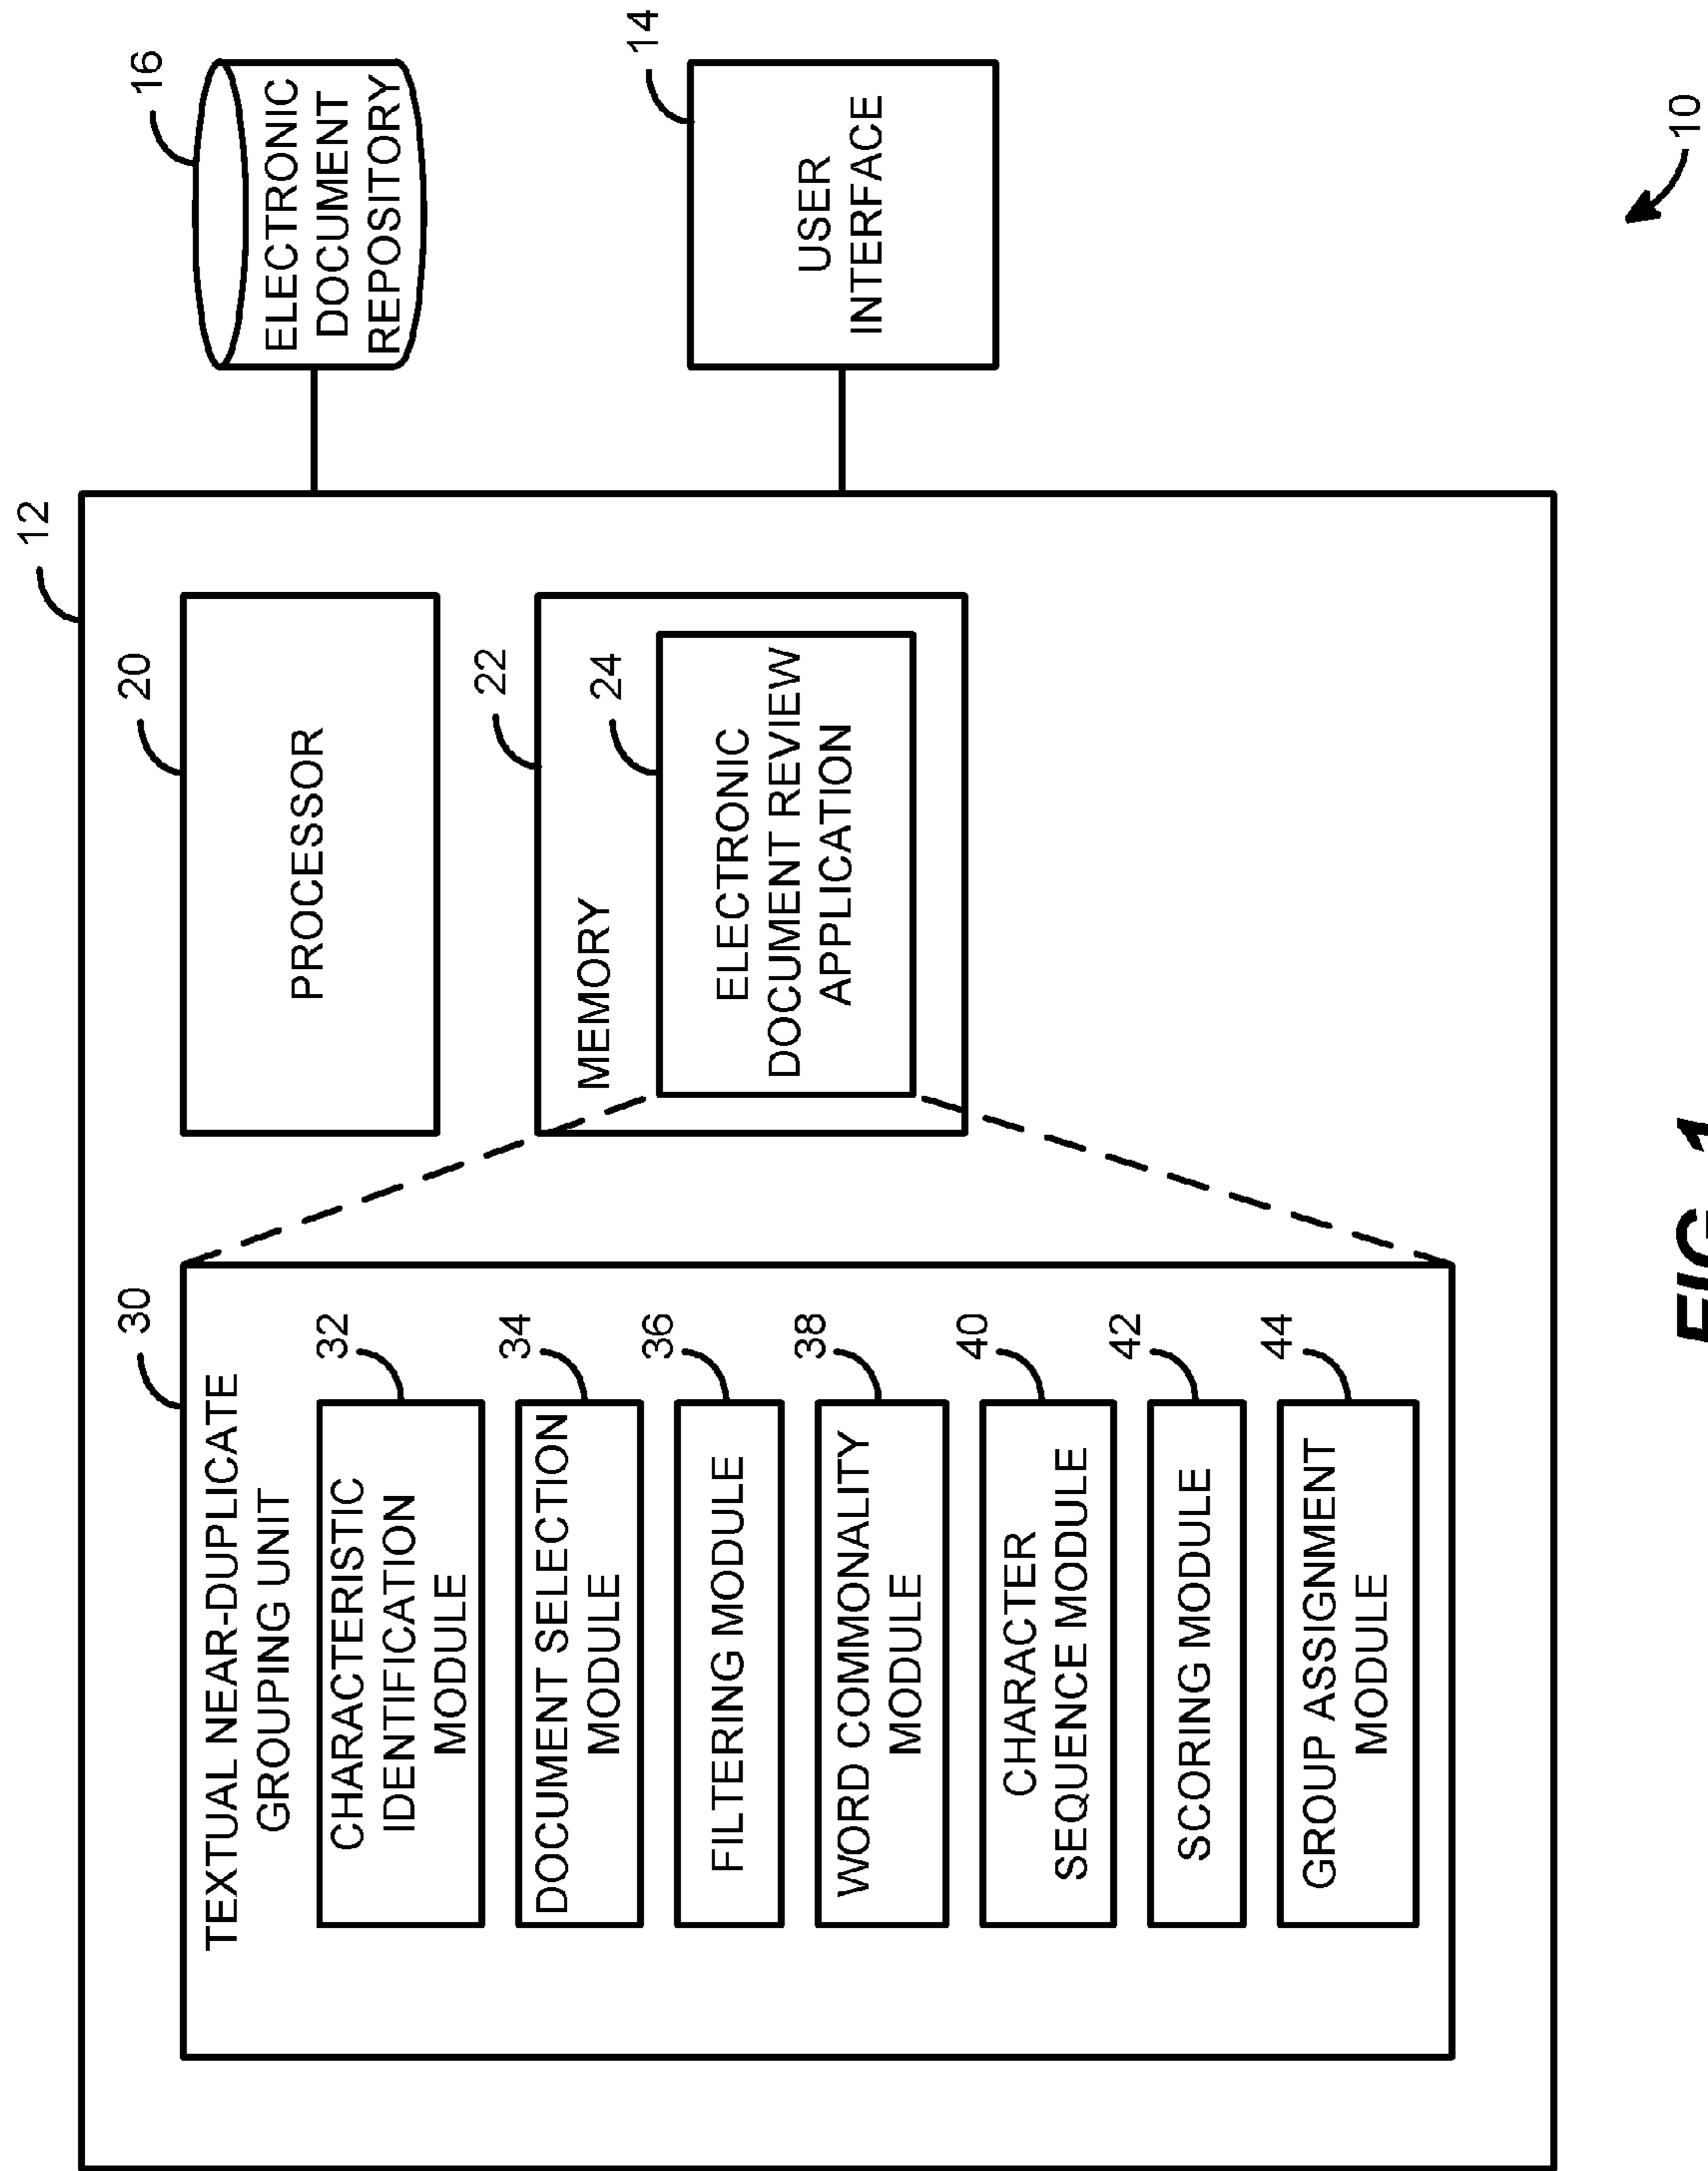 10
12
30
TEXTUAL NEAR-DUPLICATE
GROUPING UNIT
32
CHARACTERISTIC
IDENTIFICATION
MODULE
34
DOCUMENT SELECTION
MODULE
36
FILTERING MODULE
38
WORD COMMONALITY
MODULE
40
CHARACTER
SEQUENCE MODULE
42
SCORING MODULE
44
GROUP ASSIGNMENT
MODULE
20
PROCESSOR
22
MEMORY
24
ELECTRONIC
DOCUMENT REVIEW
APPLICATION
16
ELECTRONIC
DOCUMENT
REPOSITORY
14
USER
INTERFACE
FIG. 1